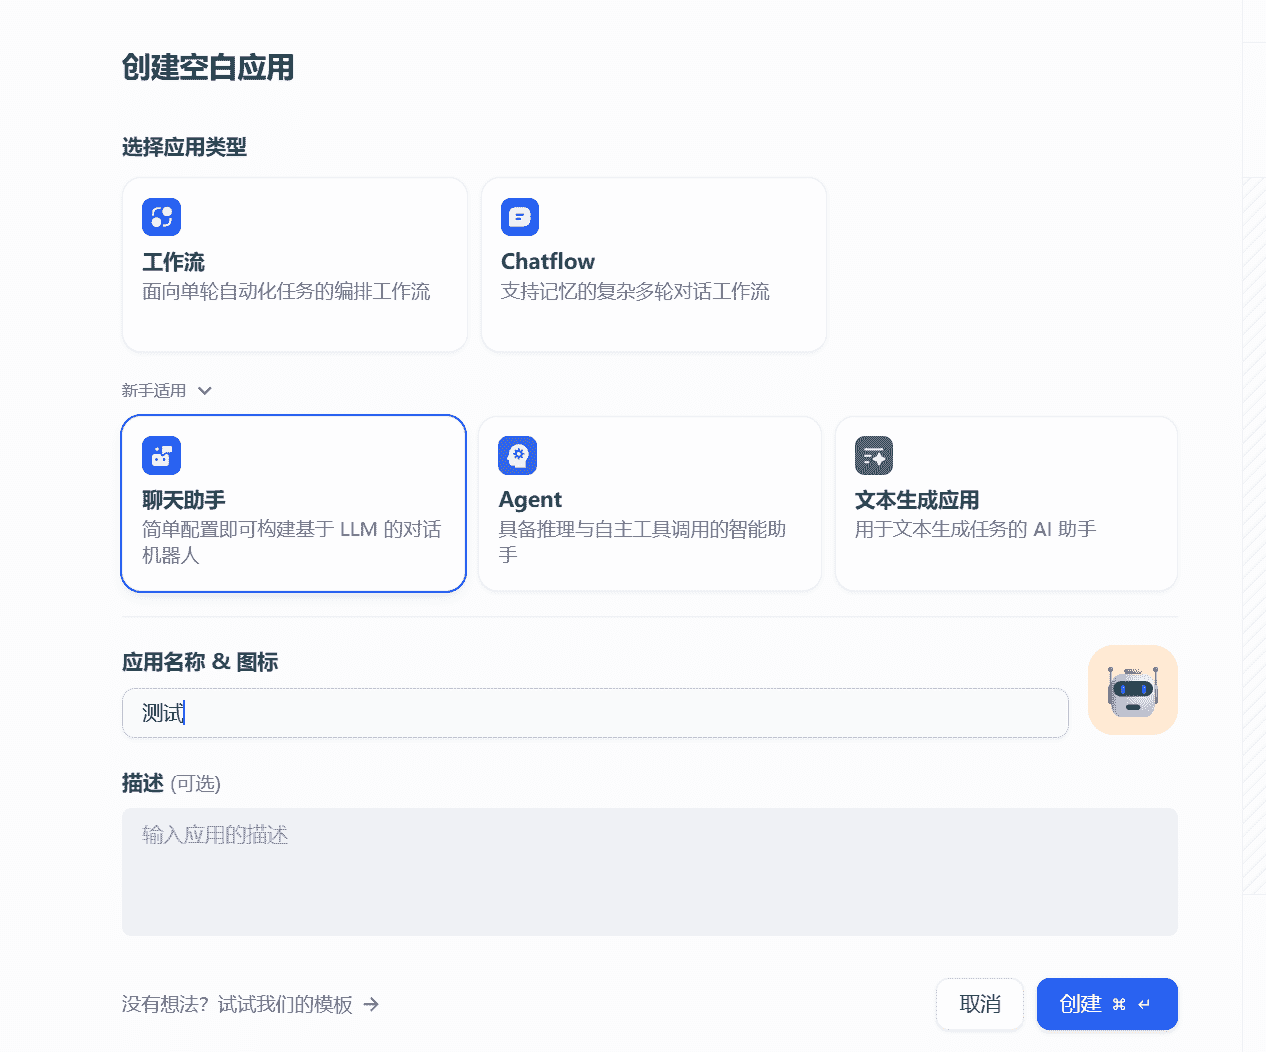 创建空白应用
选择应用类型
工作流
面向单轮自动化任务的编排工作流
Chatflow
支持记忆的复杂多轮对话工作流
新手适用
聊天助手
简单配置即可构建基于 LLM 的对话
机器人
Agent
具备推理与自主工具调用的智能助
手
文本生成应用
用于文本生成任务的 AI 助手
应用名称 & 图标
测试
描述 (可选)
输入应用的描述
没有想法？试试我们的模板 →
取消
创建 ⌘ ↵